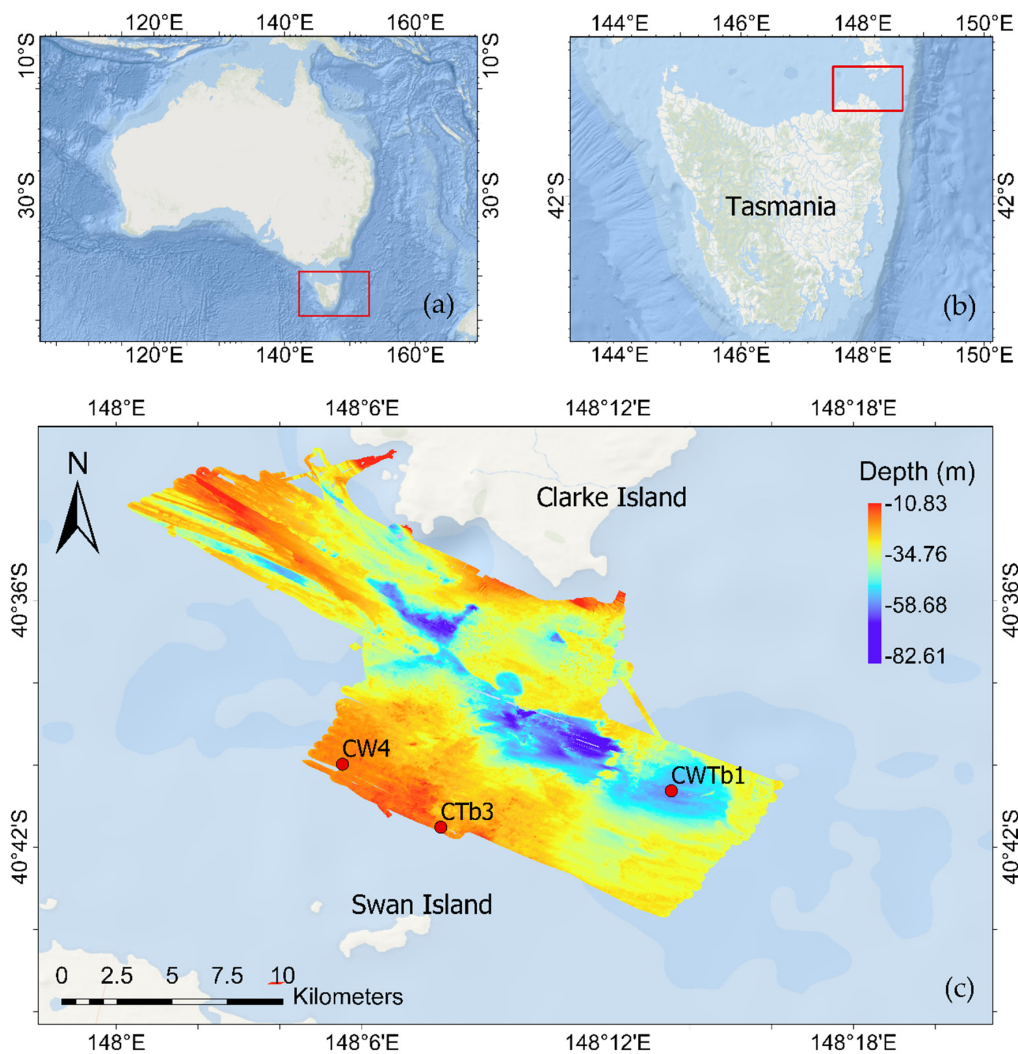 120°E 140°E 160°E
10°S 10°S
30°S 30°S
(a)
120°E 140°E 160°E
144°E 146°E 148°E 150°E
42°S 42°S
Tasmania
(b)
144°E 146°E 148°E 150°E
148°E 148°6'E 148°12'E 148°18'E
N
Clarke Island
Depth (m)
-10.83
-34.76
-58.68
-82.61
40°36'S 40°36'S
CW4
CWTb1
CTb3
40°42'S 40°42'S
Swan Island
0 2.5 5 7.5 10
Kilometers
(c)
148°E 148°6'E 148°12'E 148°18'E